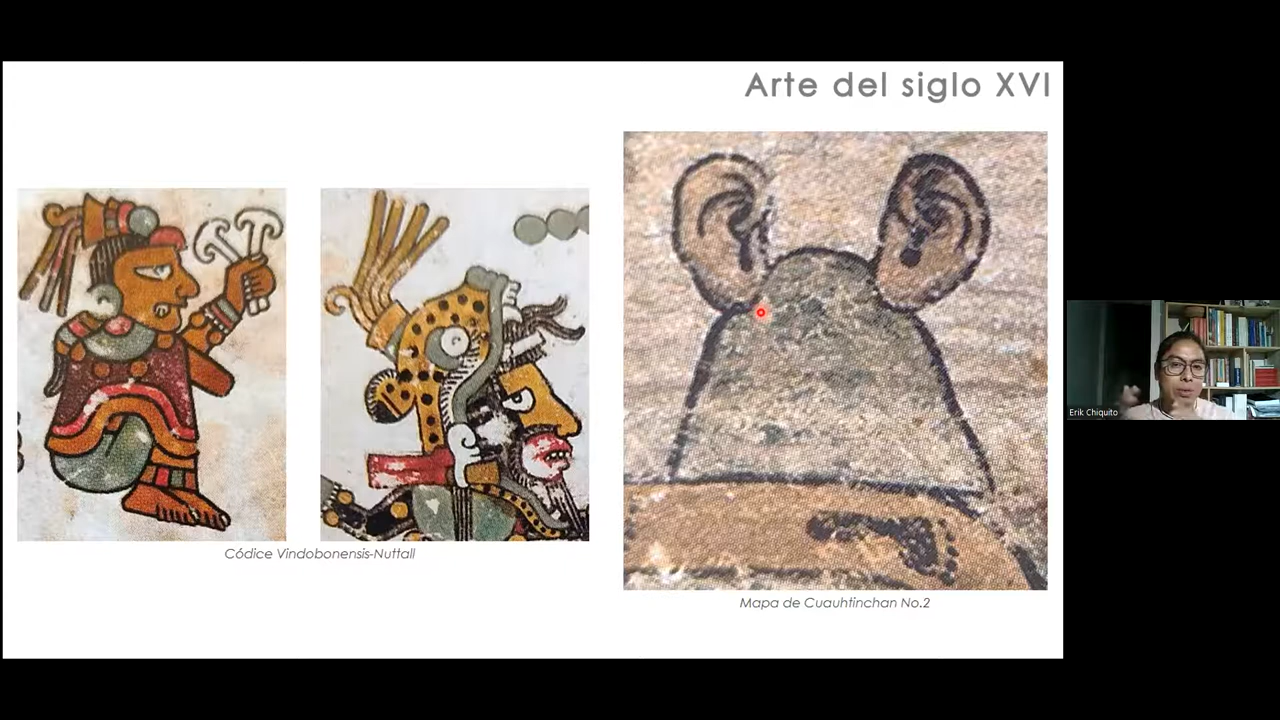 Arte del siglo XVI
Códice Vindobonensis-Nuttall
Mapa de Cuauhtinchan No.2
Erik Chiquito